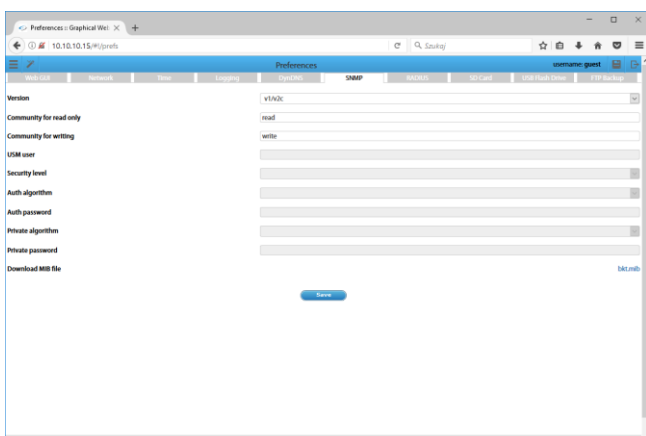 Preferences :: Graphical Web
10.10.10.15/#!/prefs
Szukaj
Preferences
username: guest
Web GUI Network Time Logging DynDNS SNMP RADIUS SD Card USB Flash Drive FTP Backup
Version v1/v2c
Community for read only read
Community for writing write
USM user
Security level
Auth algorithm
Auth password
Private algorithm
Private password
Download MIB file bkt.mib
Save